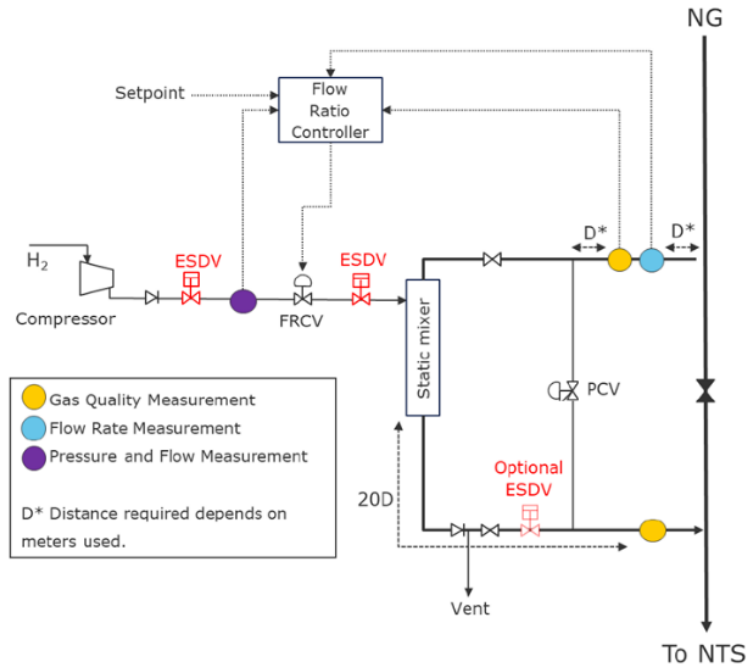 NG
Setpoint
Flow
Ratio
Controller
D*
D*
H₂
ESDV
ESDV
Compressor
FRCV
Static mixer
PCV
Gas Quality Measurement
Flow Rate Measurement
Pressure and Flow Measurement
D* Distance required depends on
meters used.
20D
Optional
ESDV
Vent
To NTS